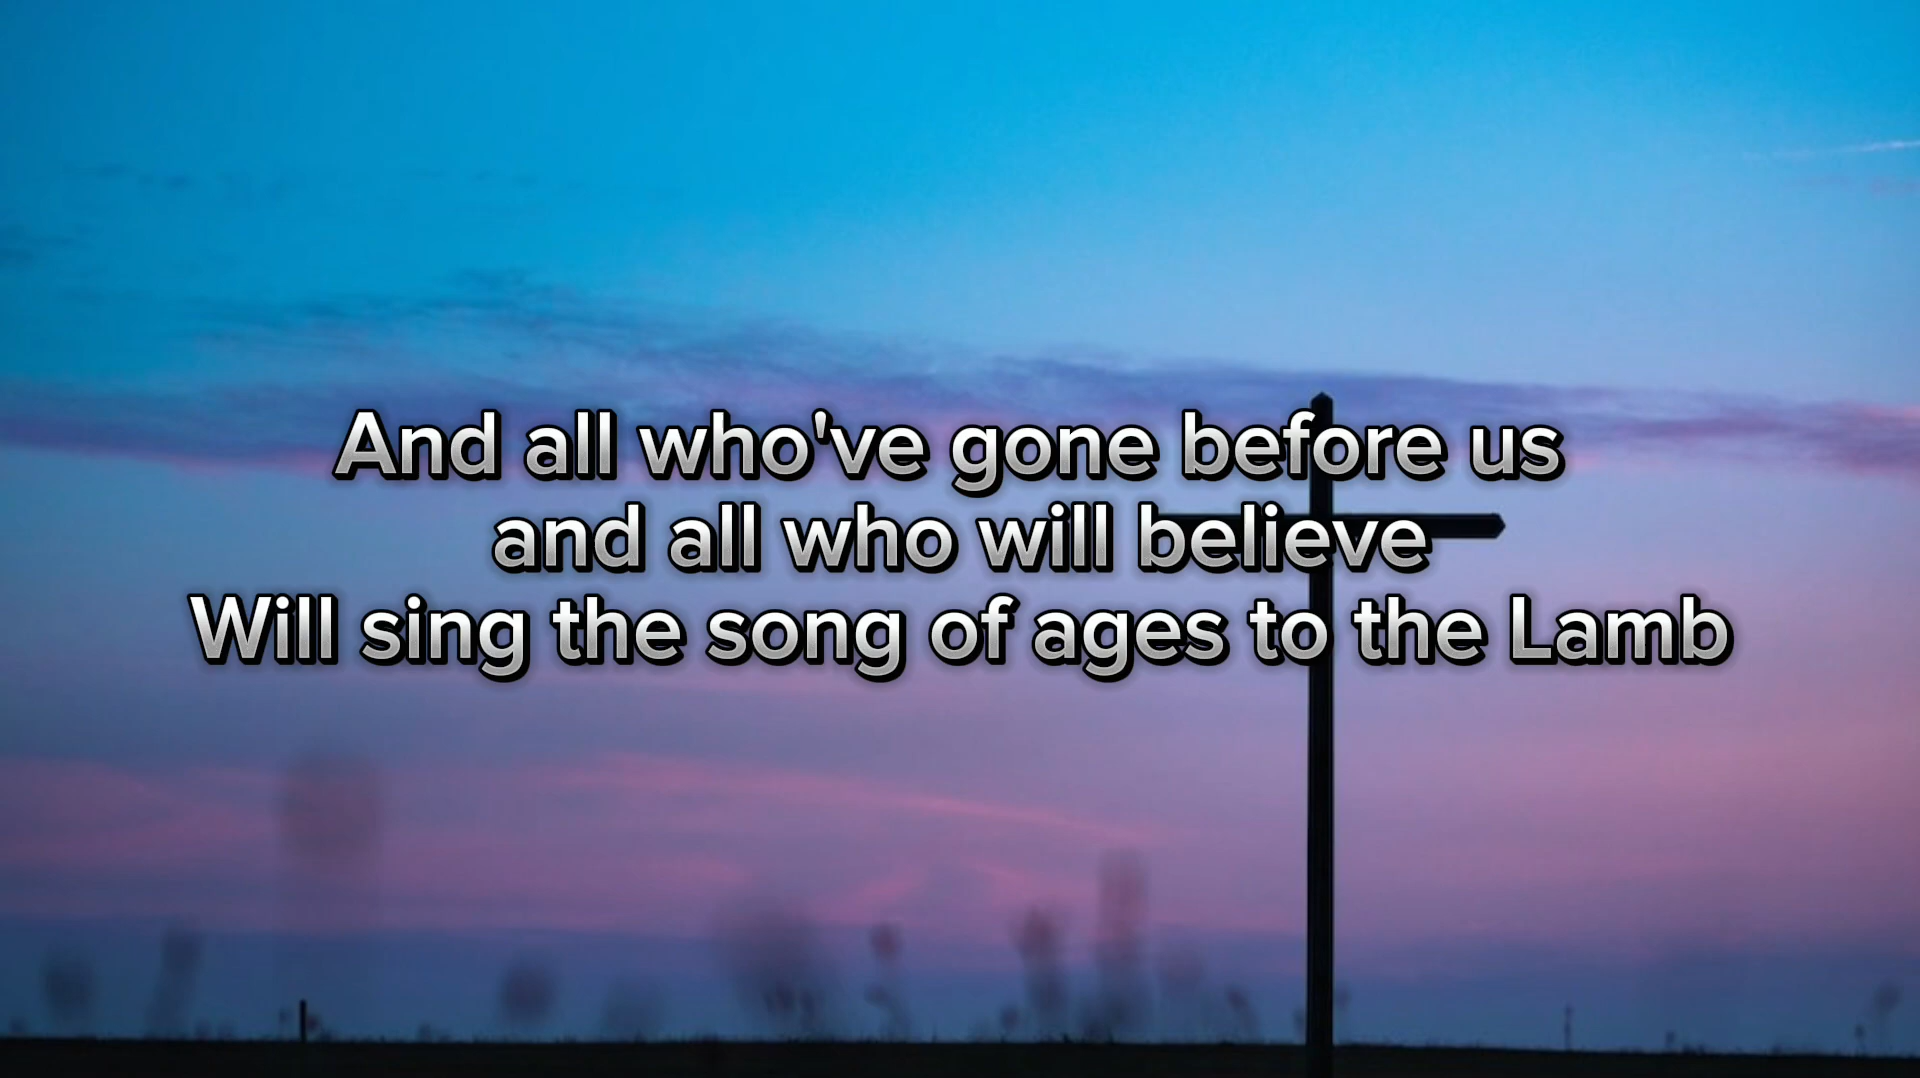 And all who've gone before us
and all who will believe
Will sing the song of ages to the Lamb